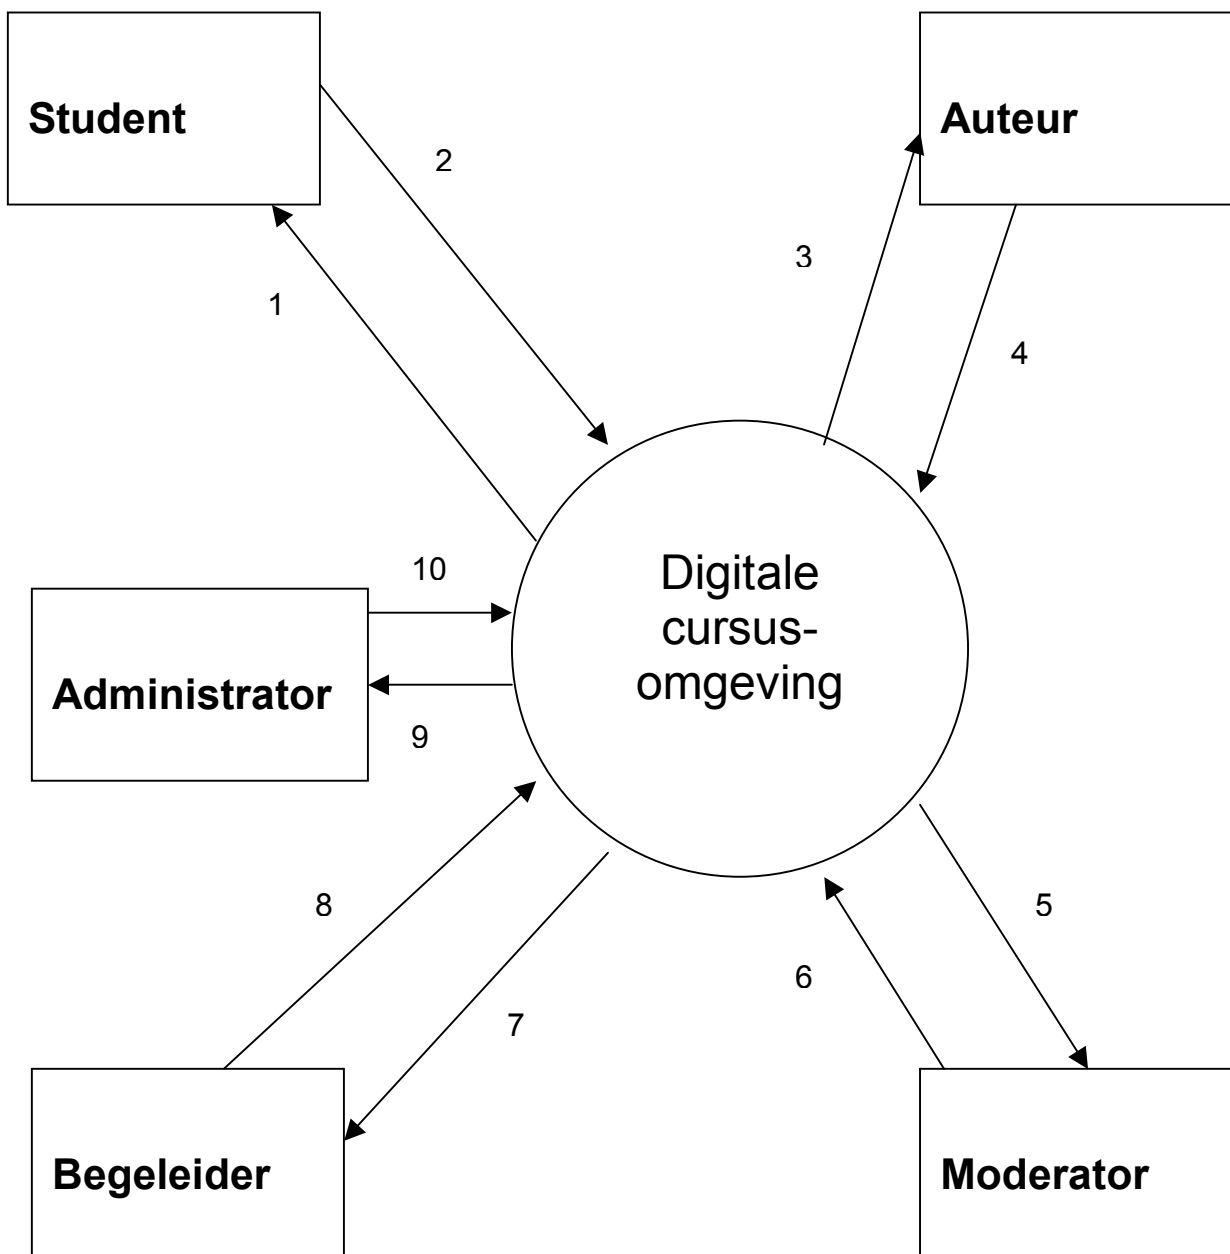 Student
Auteur
2
3
1
4
Digitale
cursus-
omgeving
10
Administrator
9
8
5
6
7
Begeleider
Moderator